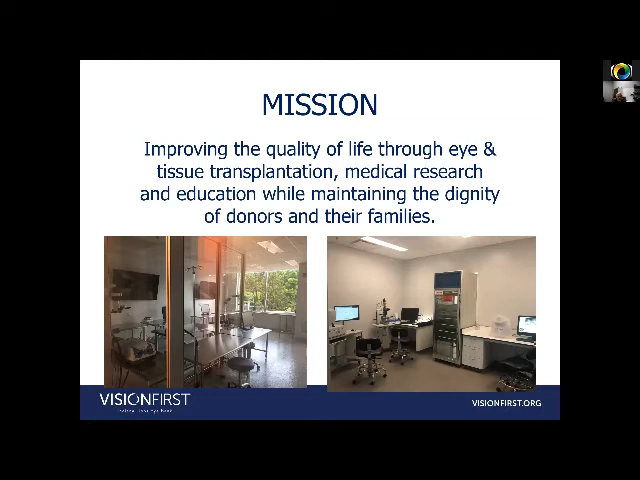 MISSION
Improving the quality of life through eye &
tissue transplantation, medical research
and education while maintaining the dignity
of donors and their families.
VISIONFIRST
VISIONFIRST.ORG